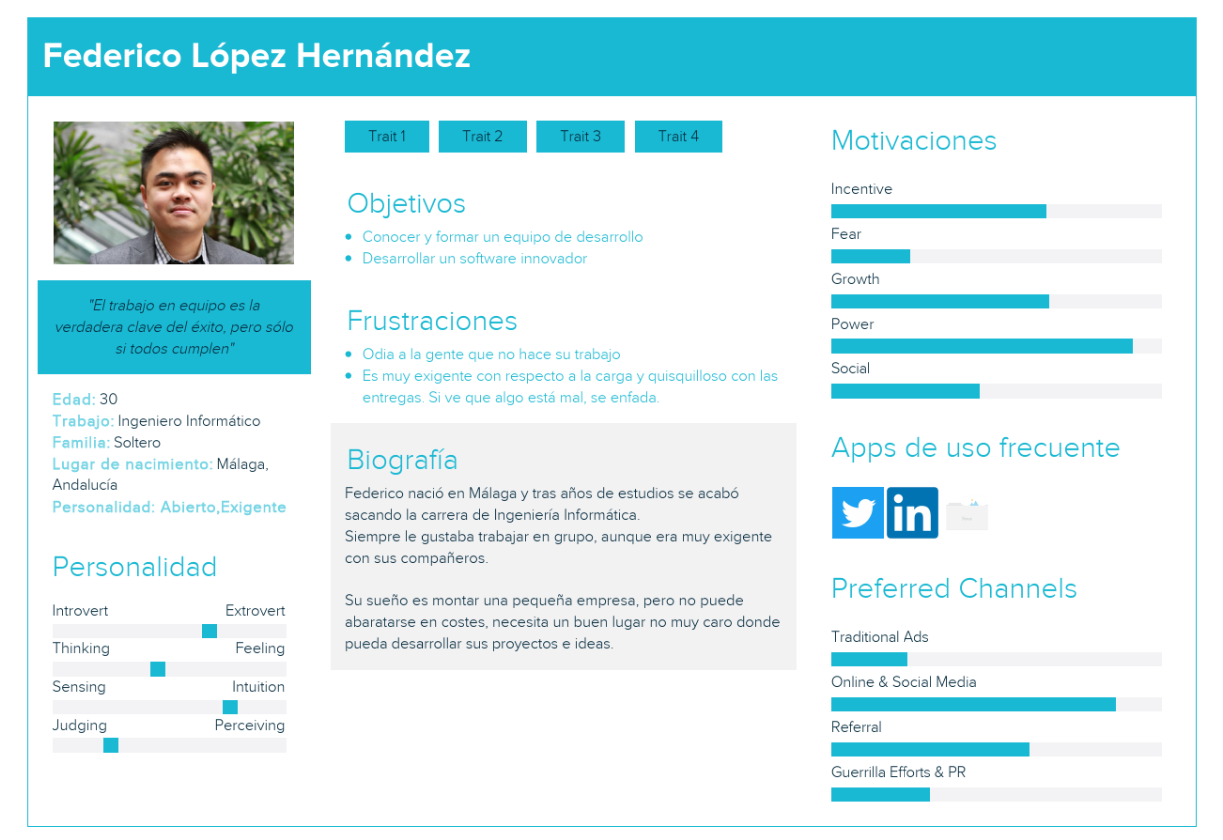 Federico López Hernández
"El trabajo en equipo es la
verdadera clave del éxito, pero sólo
si todos cumplen"
Edad: 30
Trabajo: Ingeniero Informático
Familia: Soltero
Lugar de nacimiento: Málaga,
Andalucía
Personalidad: Abierto,Exigente
Personalidad
Introvert Extrovert
Thinking Feeling
Sensing Intuition
Judging Perceiving
Trait 1 Trait 2 Trait 3 Trait 4
Objetivos
Conocer y formar un equipo de desarrollo
Desarrollar un software innovador
Frustraciones
Odia a la gente que no hace su trabajo
Es muy exigente con respecto a la carga y quisquilloso con las
entregas. Si ve que algo está mal, se enfada.
Biografía
Federico nació en Málaga y tras años de estudios se acabó
sacando la carrera de Ingeniería Informática.
Siempre le gustaba trabajar en grupo, aunque era muy exigente
con sus compañeros.
Su sueño es montar una pequeña empresa, pero no puede
abaratarse en costes, necesita un buen lugar no muy caro donde
pueda desarrollar sus proyectos e ideas.
Motivaciones
Incentive
Fear
Growth
Power
Social
Apps de uso frecuente
in
Preferred Channels
Traditional Ads
Online & Social Media
Referral
Guerrilla Efforts & PR